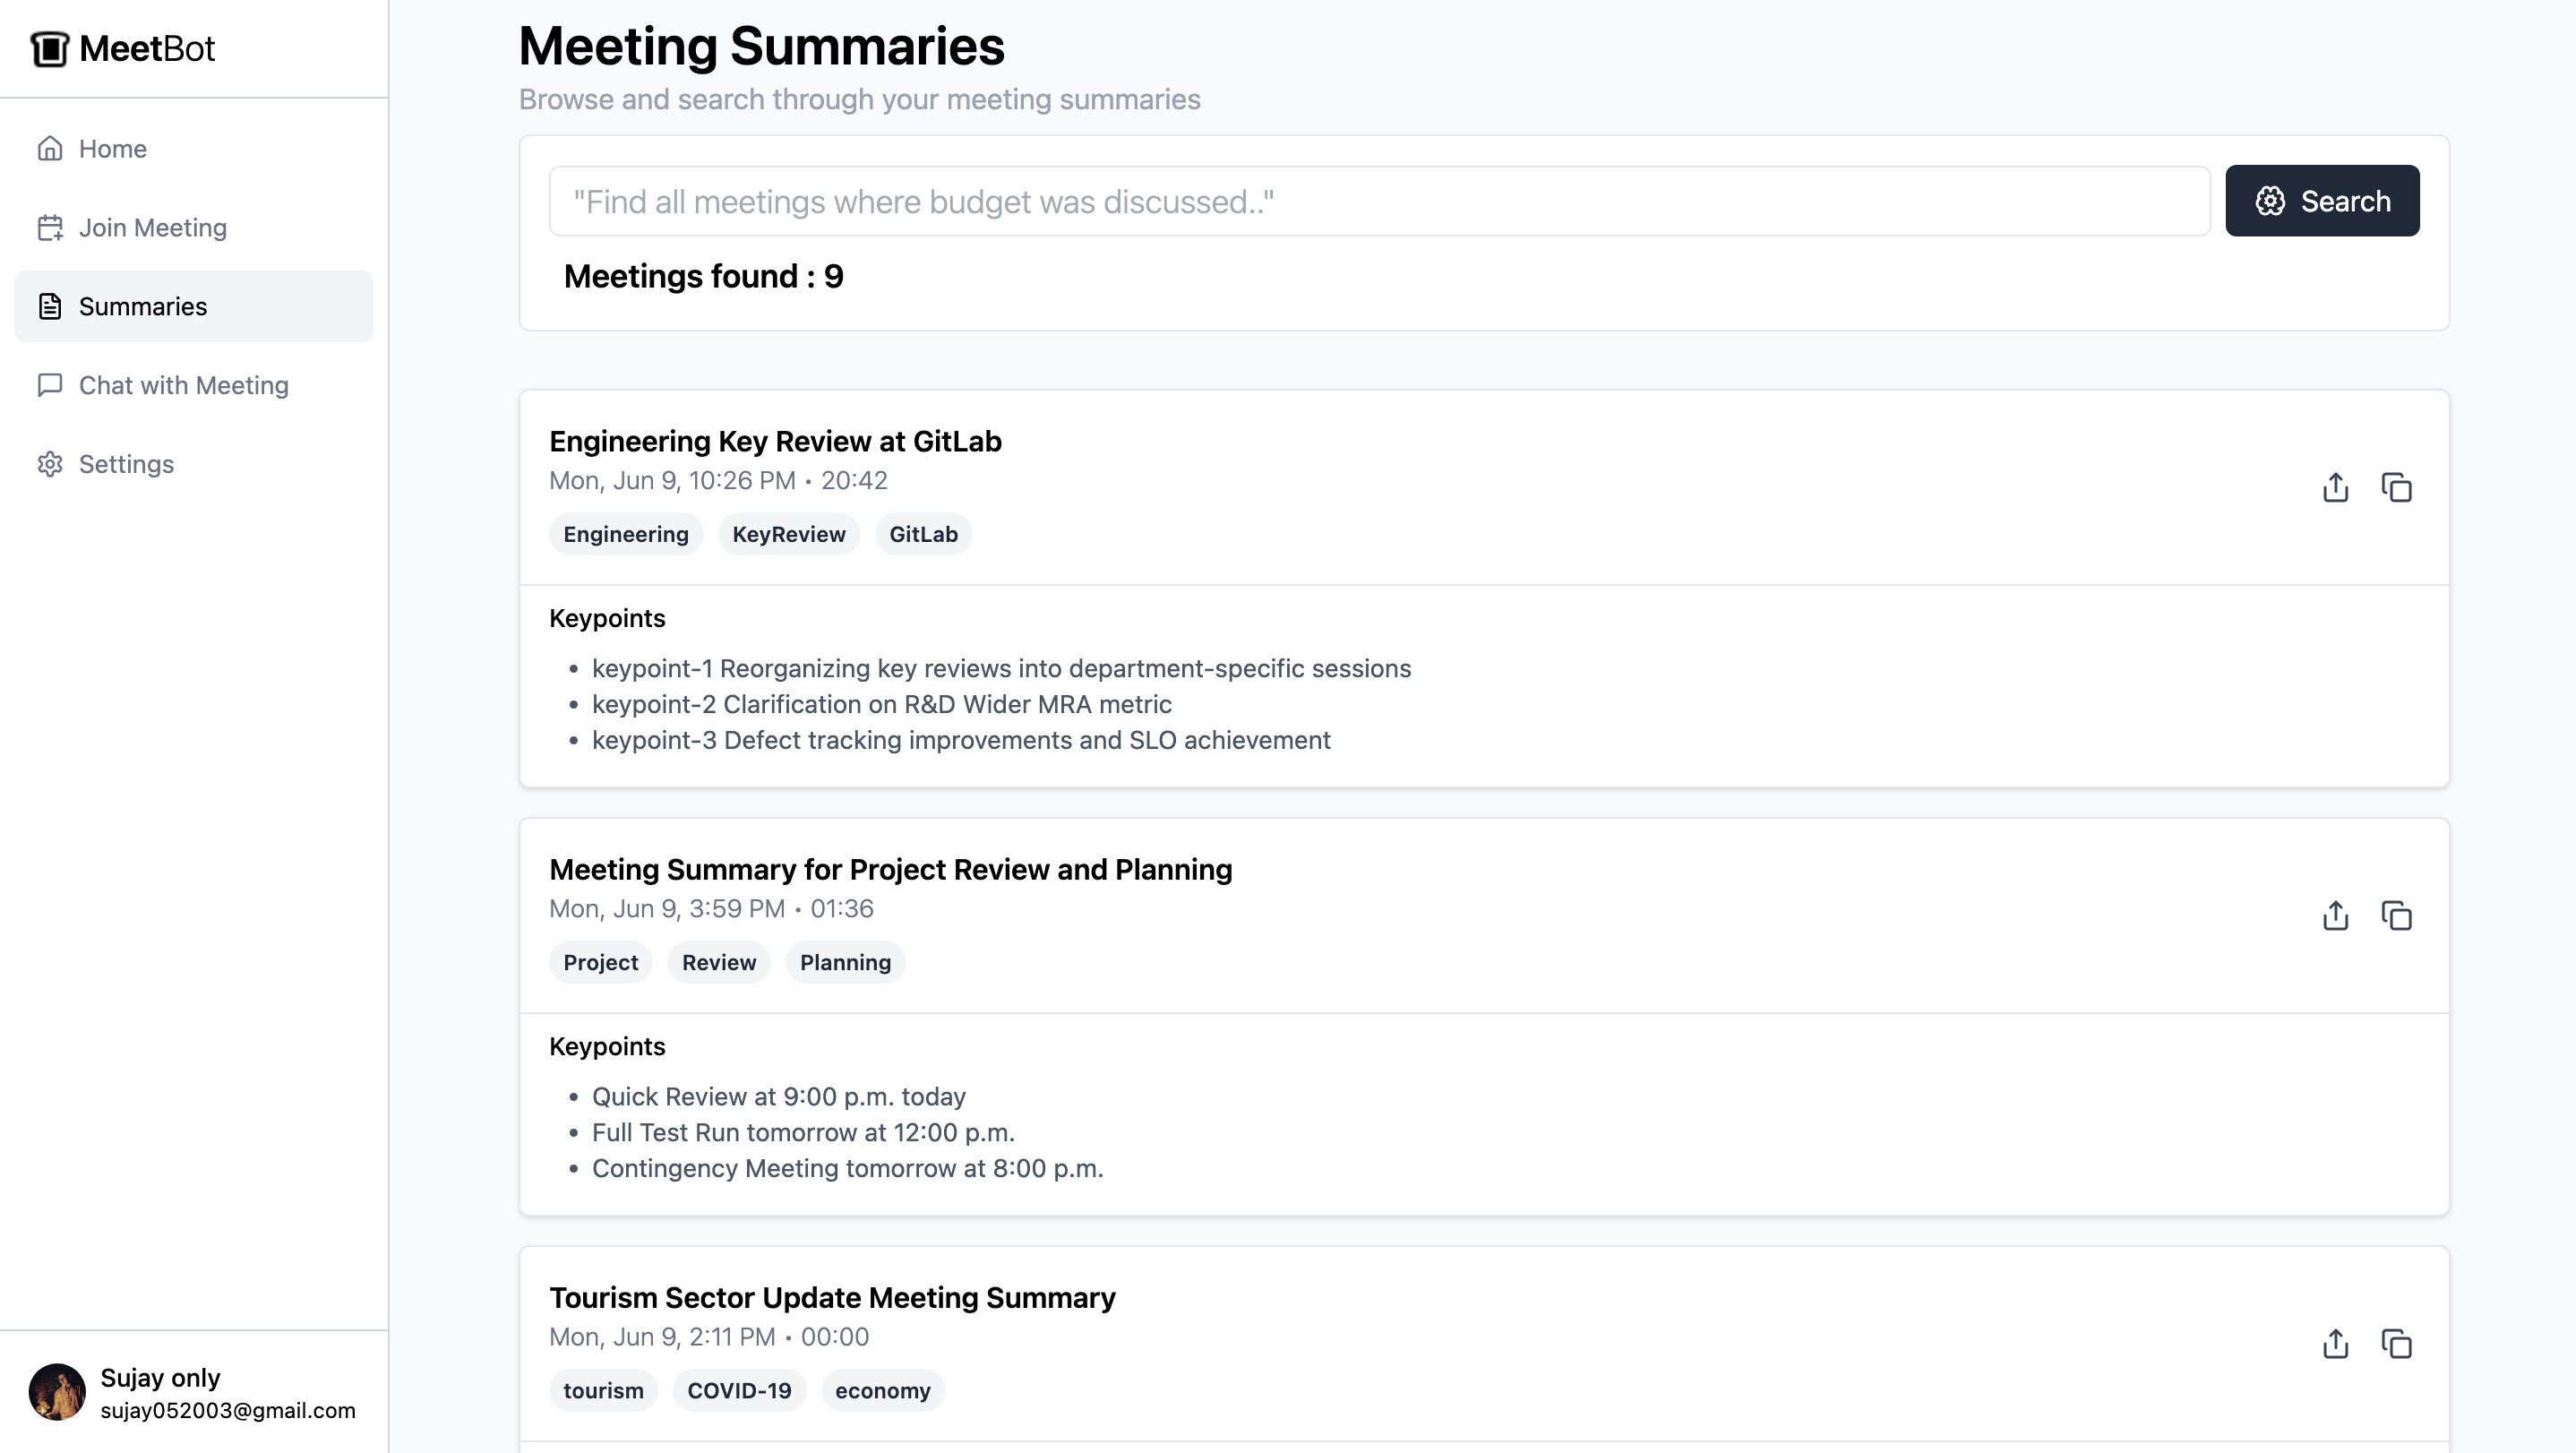 MeetBot
Home
Join Meeting
Summaries
Chat with Meeting
Settings
Sujay only
sujay052003@gmail.com
Meeting Summaries
Browse and search through your meeting summaries
"Find all meetings where budget was discussed.."
Search
Meetings found : 9
Engineering Key Review at GitLab
Mon, Jun 9, 10:26 PM • 20:42
Engineering KeyReview GitLab
Keypoints
• keypoint-1 Reorganizing key reviews into department-specific sessions
• keypoint-2 Clarification on R&D Wider MRA metric
• keypoint-3 Defect tracking improvements and SLO achievement
Meeting Summary for Project Review and Planning
Mon, Jun 9, 3:59 PM • 01:36
Project Review Planning
Keypoints
• Quick Review at 9:00 p.m. today
• Full Test Run tomorrow at 12:00 p.m.
• Contingency Meeting tomorrow at 8:00 p.m.
Tourism Sector Update Meeting Summary
Mon, Jun 9, 2:11 PM • 00:00
tourism COVID-19 economy